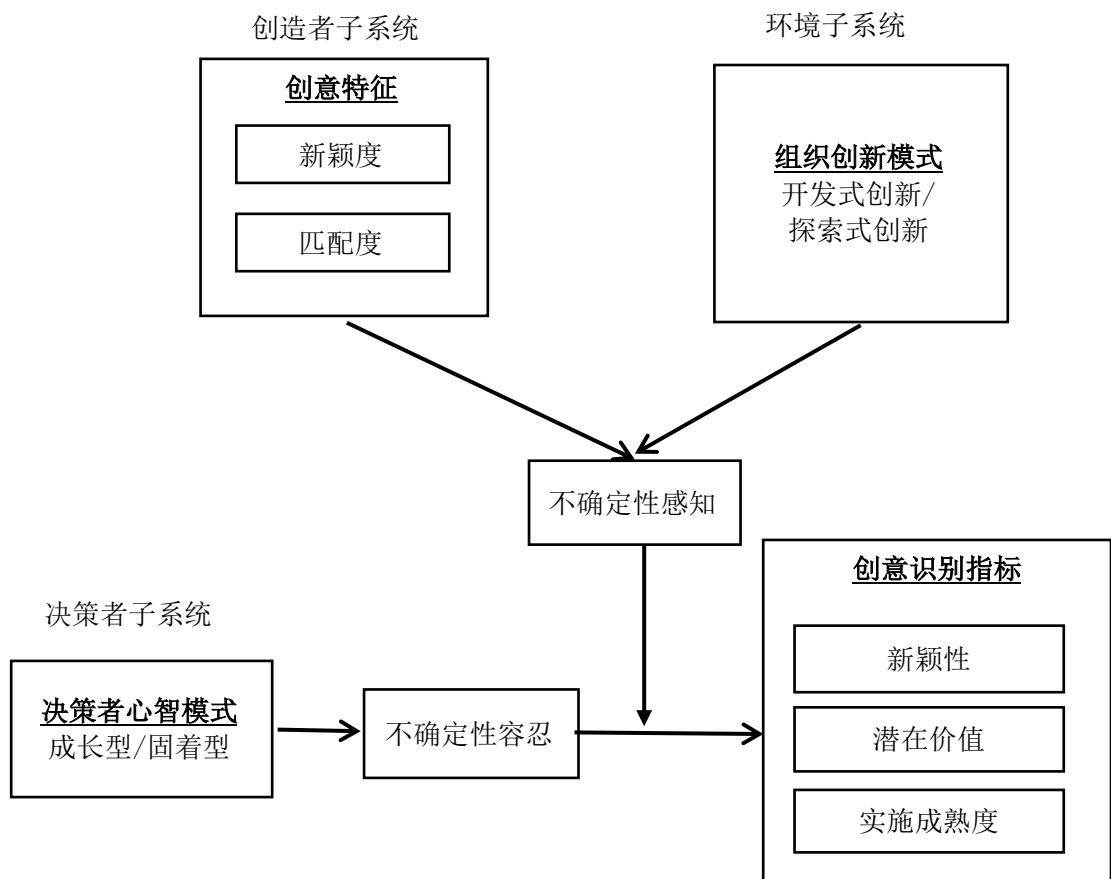 创造者子系统
环境子系统
创意特征
新颖度
匹配度
组织创新模式
开发式创新/
探索式创新
不确定性感知
创意识别指标
新颖性
潜在价值
实施成熟度
决策者子系统
决策者心智模式
成长型/固着型
不确定性容忍